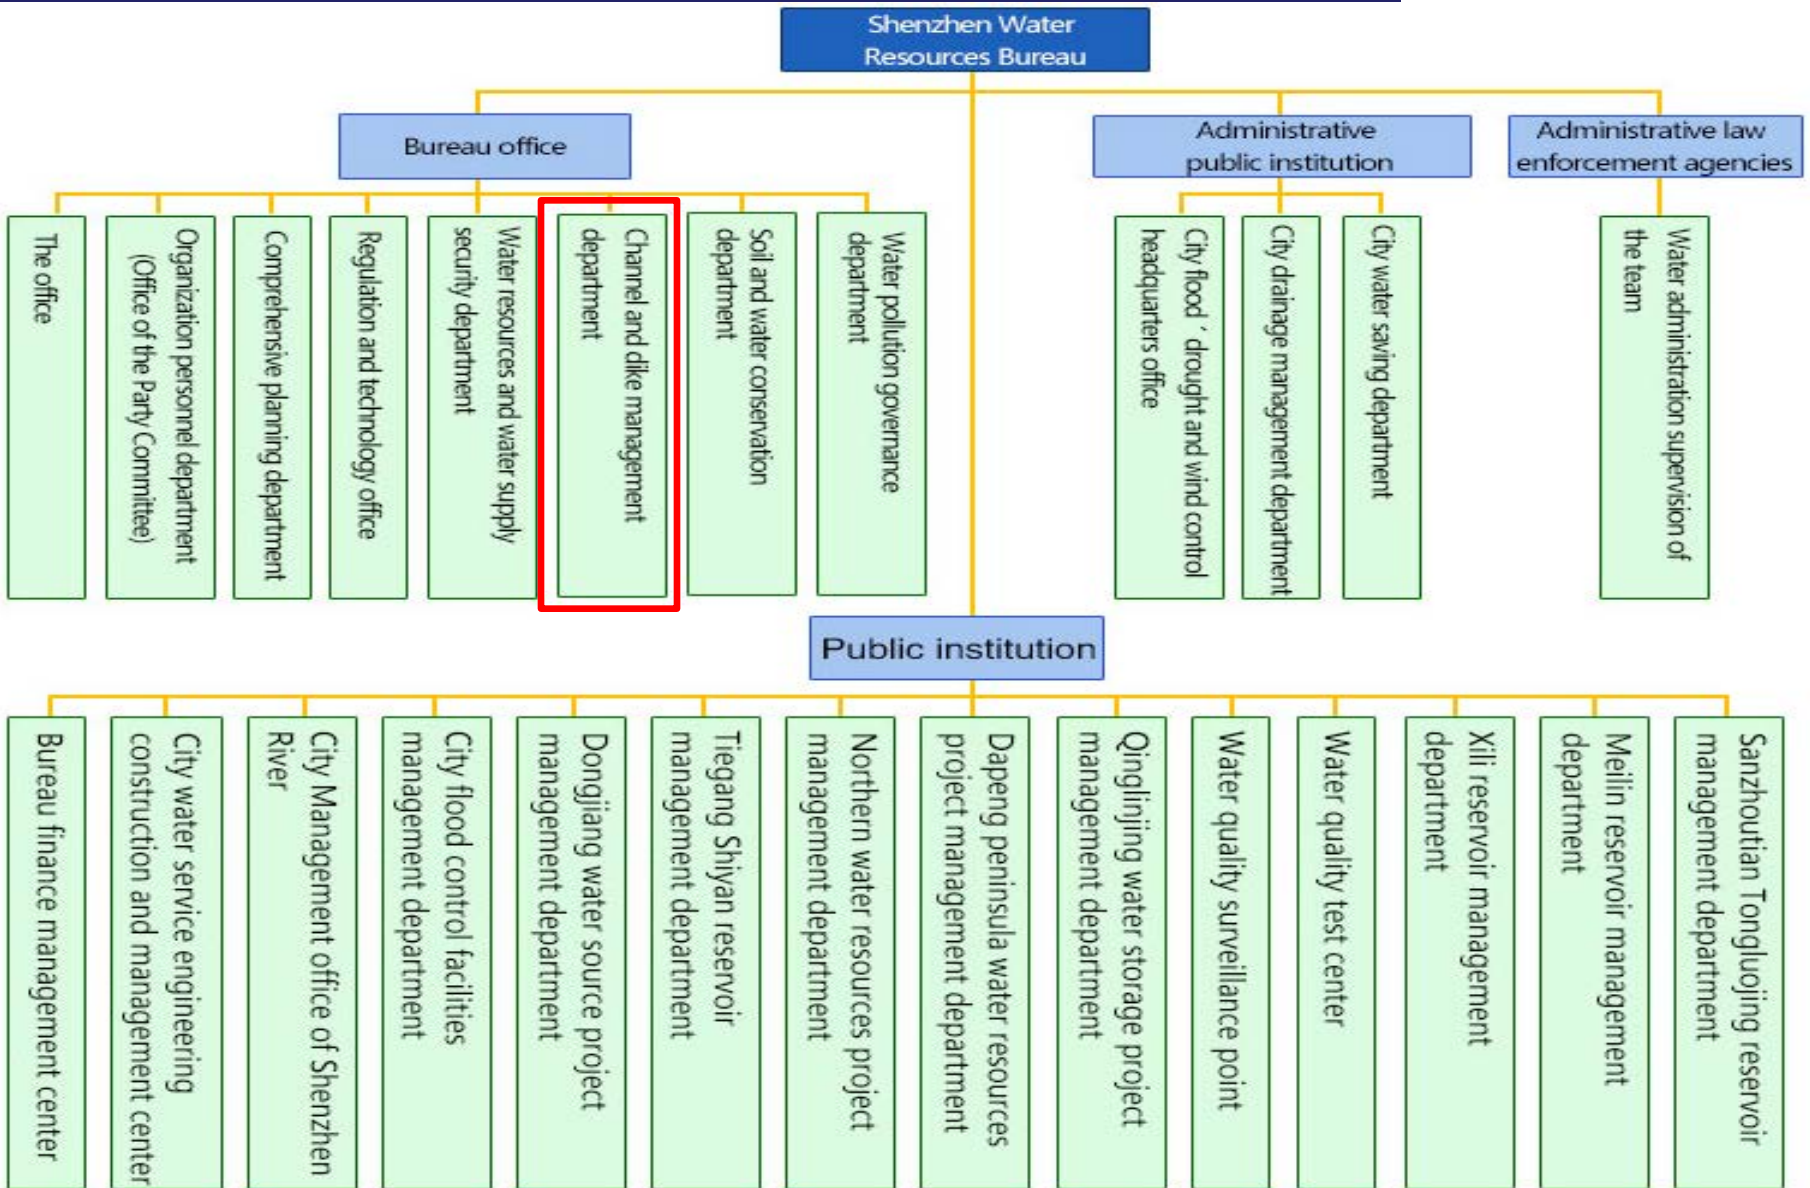 Shenzhen Water
Resources Bureau
Bureau office
Administrative
public institution
Administrative law
enforcement agencies
The office
Organization personnel department
(Office of the Party Committee)
Comprehensive planning department
Regulation and technology office
Water resources and water supply
security department
Channel and dike management
department
Soil and water conservation
department
Water pollution governance
department
City flood ´ drought and wind control
headquarters office
City drainage management department
City water saving department
Water administration supervision of
the team
Public institution
Bureau finance management center
City water service engineering
construction and management center
City Management office of Shenzhen
River
City flood control facilities
management department
Dongjiang water source project
management department
Tiegang Shiyan reservoir
management department
Northern water resources project
management department
Dapeng peninsula water resources
project management department
Qinglinjing water storage project
management department
Water quality surveillance point
Water quality test center
Xili reservoir management
department
Meilin reservoir management
department
Sanzhoutian Tongluojing reservoir
management department